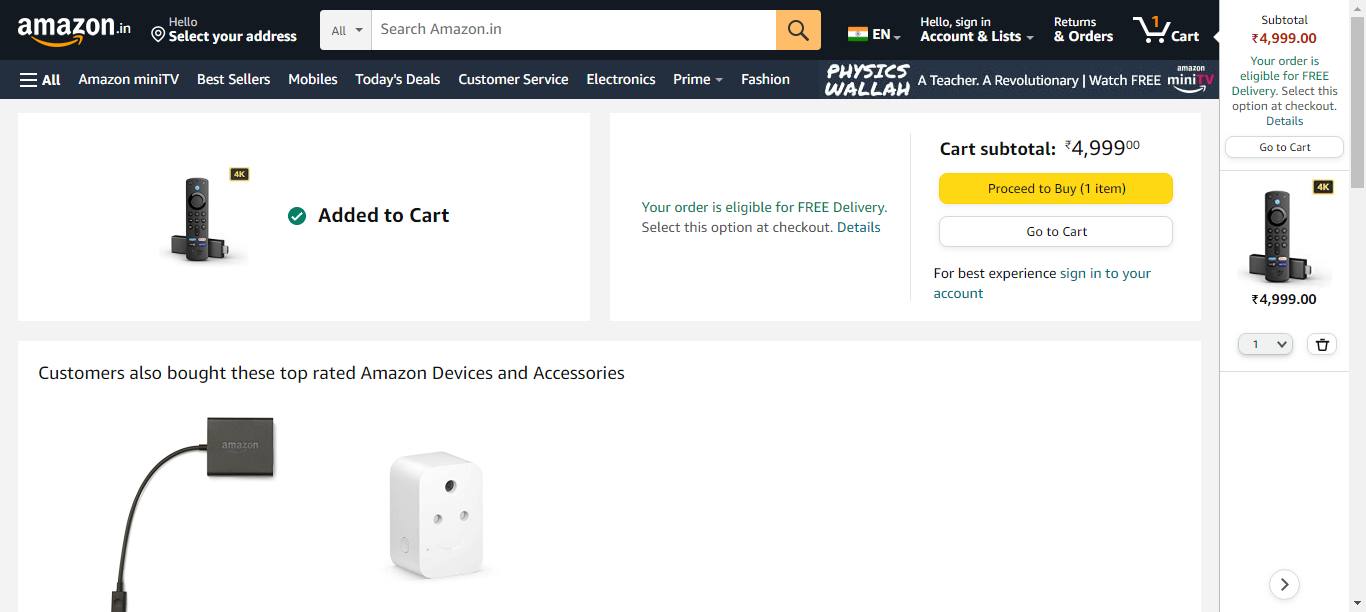 amazon.in
Hello
Select your address
All
Search Amazon.in
EN
Hello, sign in
Account & Lists
Returns
& Orders
1
Cart
All
Amazon miniTV
Best Sellers
Mobiles
Today's Deals
Customer Service
Electronics
Prime
Fashion
PHYSICS
WALLAH
A Teacher. A Revolutionary | Watch FREE
amazon
miniTV
4K
Added to Cart
Your order is eligible for FREE Delivery.
Select this option at checkout. Details
Cart subtotal: ₹4,99900
Proceed to Buy (1 item)
Go to Cart
For best experience sign in to your
account
Customers also bought these top rated Amazon Devices and Accessories
amazon
Subtotal
₹4,999.00
Your order is
eligible for FREE
Delivery. Select this
option at checkout.
Details
Go to Cart
4K
₹4,999.00
1